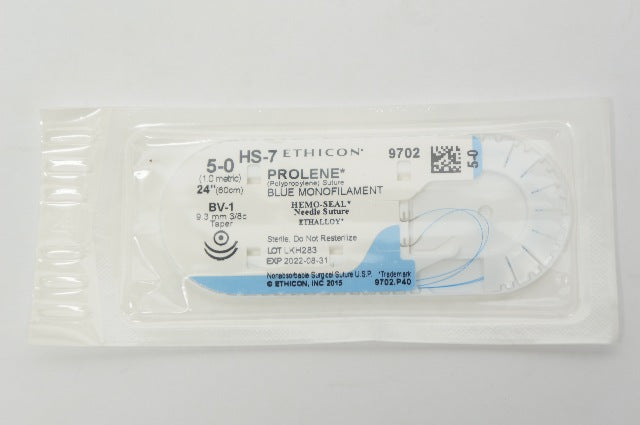 HS-7 ETHICON*
9702
5-0
(1.0 metric)
24"(60cm)
PROLENE*
(Polypropylene) Suture
BLUE MONOFILAMENT
BV-1
9.3 mm 3/8c
Taper
HEMO-SEAL*
Needle Suture
ETHALLOY*
Sterile. Do Not Resterilize
LOT LKH283
EXP 2022-08-31
Nonabsorbable Surgical Suture U.S.P. *Trademark
© ETHICON, INC 2015
9702.P40
5-0